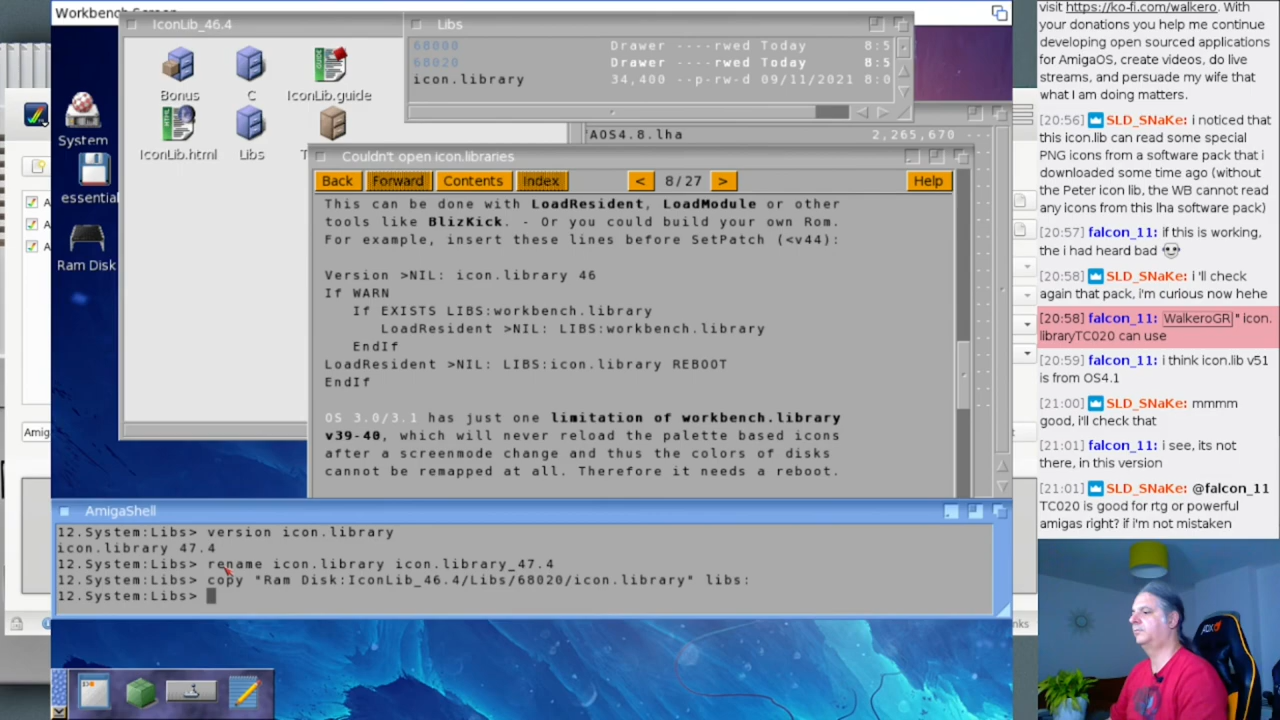 Workbench Screen
IconLib_46.4
Bonus
C
IconLib.guide
IconLib.html
Libs
System
essential
Ram Disk
Libs
68000 Drawer ----rwed Today 8:5
68020 Drawer ----rwed Today 8:5
icon.library 34,400 --p-rw-d 09/11/2021 8:0
AOS4.8.lha 2,265,670
Couldn't open icon.libraries
Back Forward Contents Index < 8/27 > Help
This can be done with LoadResident, LoadModule or other
tools like BlizKick. - Or you could build your own Rom.
For example, insert these lines before SetPatch (<v44):
Version >NIL: icon.library 46
If WARN
If EXISTS LIBS:workbench.library
LoadResident >NIL: LIBS:workbench.library
EndIf
LoadResident >NIL: LIBS:icon.library REBOOT
EndIf
OS 3.0/3.1 has just one limitation of workbench.library
v39-40, which will never reload the palette based icons
after a screenmode change and thus the colors of disks
cannot be remapped at all. Therefore it needs a reboot.
AmigaShell
12.System:Libs> version icon.library
icon.library 47.4
12.System:Libs> rename icon.library icon.library_47.4
12.System:Libs> copy "Ram Disk:IconLib_46.4/Libs/68020/icon.library" libs:
12.System:Libs>
visit https://ko-fi.com/walkero. With
your donations you help me continue
developing open sourced applications
for AmigaOS, create videos, do live
streams, and persuade my wife that
what I am doing matters.
[20:56] SLD_SNaKe: i noticed that
this icon.lib can read some special
PNG icons from a software pack that i
downloaded some time ago (without
the Peter icon lib, the WB cannot read
any icons from this lha software pack)
[20:57] falcon_11: if this is working,
the i had heard bad
[20:58] SLD_SNaKe: i 'll check
again that pack, i'm curious now hehe
[20:58] falcon_11: WalkeroGR " icon.
libraryTC020 can use
[20:59] falcon_11: i think icon.lib v51
is from OS4.1
[21:00] SLD_SNaKe: mmmm
good, i'll check that
[21:01] falcon_11: i see, its not
there, in this version
[21:01] SLD_SNaKe: @falcon_11
TC020 is good for rtg or powerful
amigas right? if i'm not mistaken